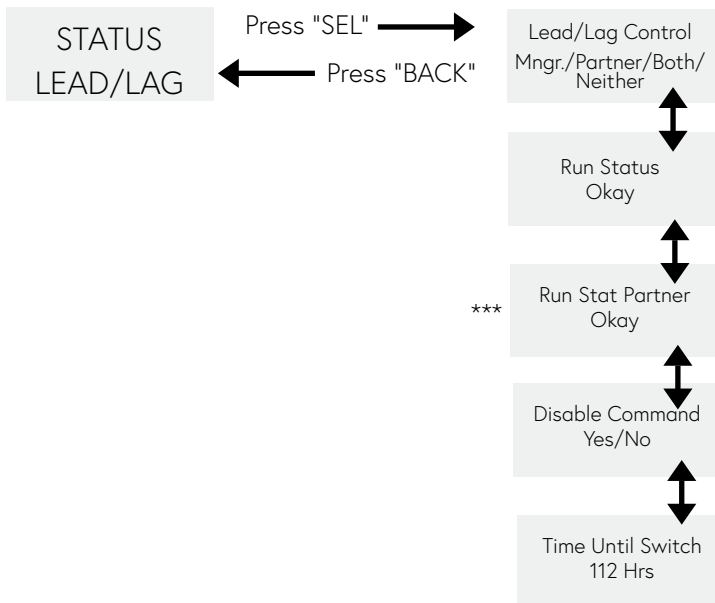 STATUS
LEAD/LAG
Press "SEL"
Press "BACK"
Lead/Lag Control
Mngr./Partner/Both/
Neither
Run Status
Okay
***
Run Stat Partner
Okay
Disable Command
Yes/No
Time Until Switch
112 Hrs